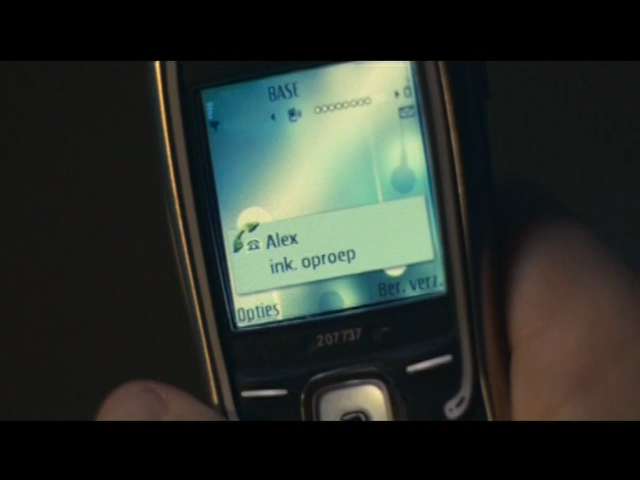 BASE
Alex
ink. oproep
Opties
Ber. verz.
207737